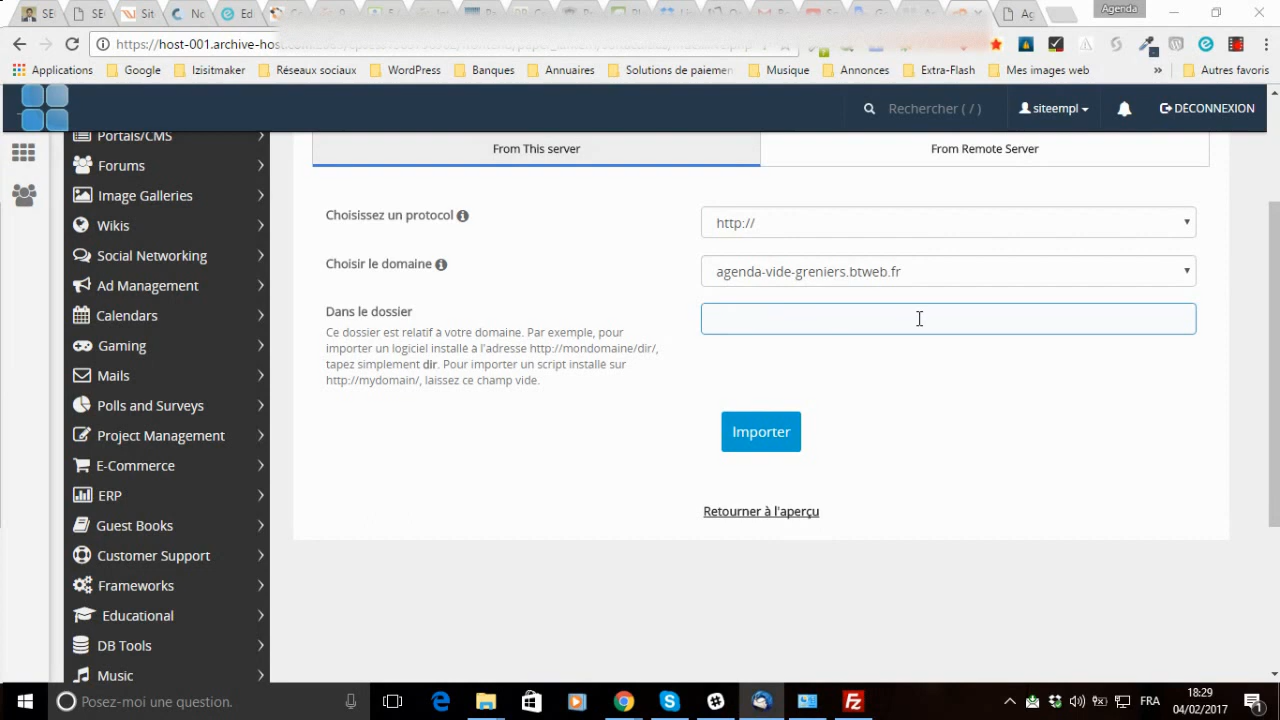 Agenda
https://host-001.archive-host
Applications
Google
Izisitmaker
Réseaux sociaux
WordPress
Banques
Annuaires
Solutions de paiemen
Musique
Annonces
Extra-Flash
Mes images web
»
Autres favoris
Rechercher ( / )
siteempl
DÉCONNEXION
Portals/CMS
Forums
Image Galleries
Wikis
Social Networking
Ad Management
Calendars
Gaming
Mails
Polls and Surveys
Project Management
E-Commerce
ERP
Guest Books
Customer Support
Frameworks
Educational
DB Tools
Music
From This server
From Remote Server
Choisissez un protocol
http://
Choisir le domaine
agenda-vide-greniers.btweb.fr
Dans le dossier
Ce dossier est relatif à votre domaine. Par exemple, pour
importer un logiciel installé à l'adresse http://mondomaine/dir/,
tapez simplement dir. Pour importer un script installé sur
http://mydomain/, laissez ce champ vide.
Importer
Retourner à l'aperçu
Posez-moi une question.
FRA
18:29
04/02/2017